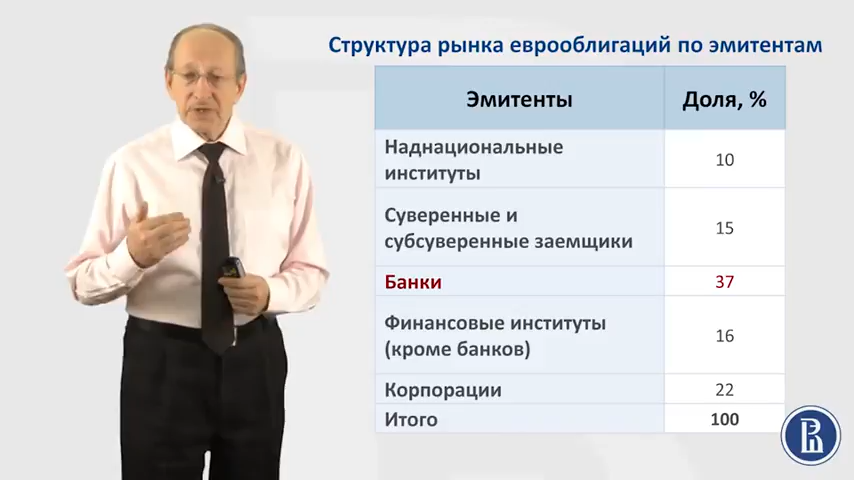 Структура рынка еврооблигаций по эмитентам
Эмитенты Доля, %
Наднациональные
институты
10
Суверенные и
субсуверенные заемщики
15
Банки 37
Финансовые институты
(кроме банков)
16
Корпорации 22
Итого 100